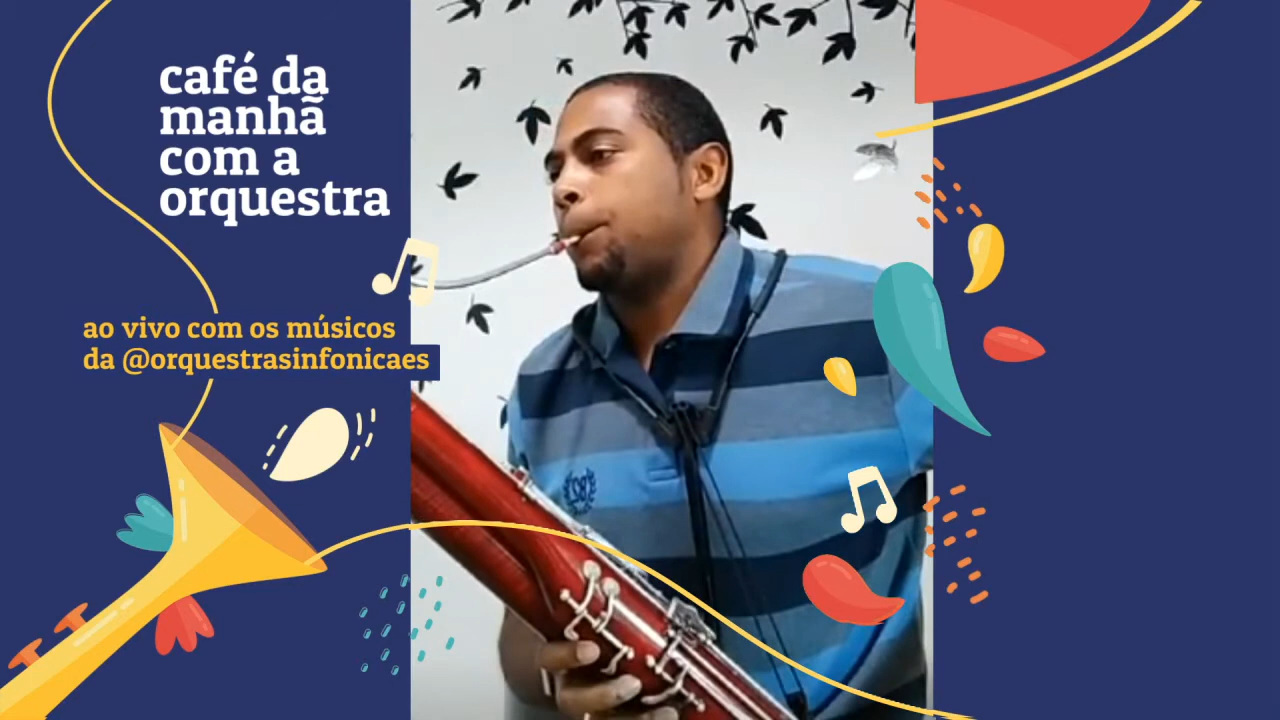 café da
manhã
com a
orquestra
ao vivo com os músicos
da @orquestrasinfonicaes